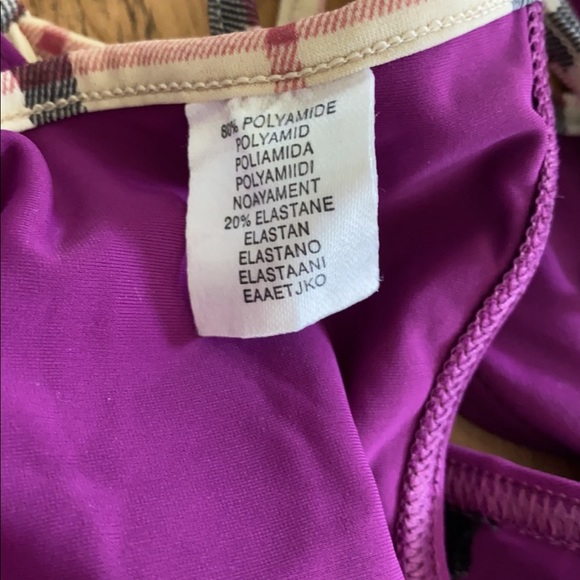 80% POLYAMIDE
POLYAMID
POLIAMIDA
POLYAMIIDI
NOAYAMENT
20% ELASTANE
ELASTAN
ELASTANO
ELASTAANI
EAAETJKO